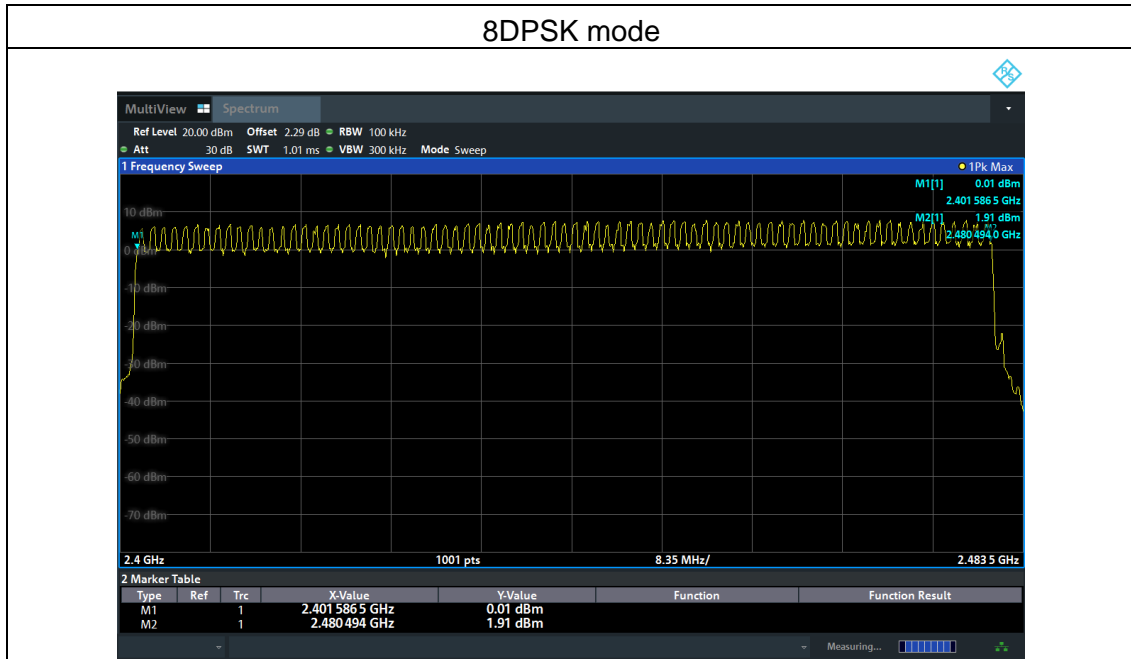 8DPSK mode
R&S
MultiView Spectrum
Ref Level 20.00 dBm Offset 2.29 dB RBW 100 kHz
Att 30 dB SWT 1.01 ms VBW 300 kHz Mode Sweep
1 Frequency Sweep 1Pk Max
M1[1] 0.01 dBm
2.401 586 5 GHz
10 dBm M2[1] 1.91 dBm
M1 M2
0 dBm 2.480 494 0 GHz
-10 dBm
-20 dBm
-30 dBm
-40 dBm
-50 dBm
-60 dBm
-70 dBm
2.4 GHz 1001 pts 8.35 MHz/ 2.483 5 GHz
2 Marker Table
Type Ref Trc X-Value Y-Value Function Function Result
M1 1 2.401 586 5 GHz 0.01 dBm
M2 1 2.480 494 GHz 1.91 dBm
Measuring...